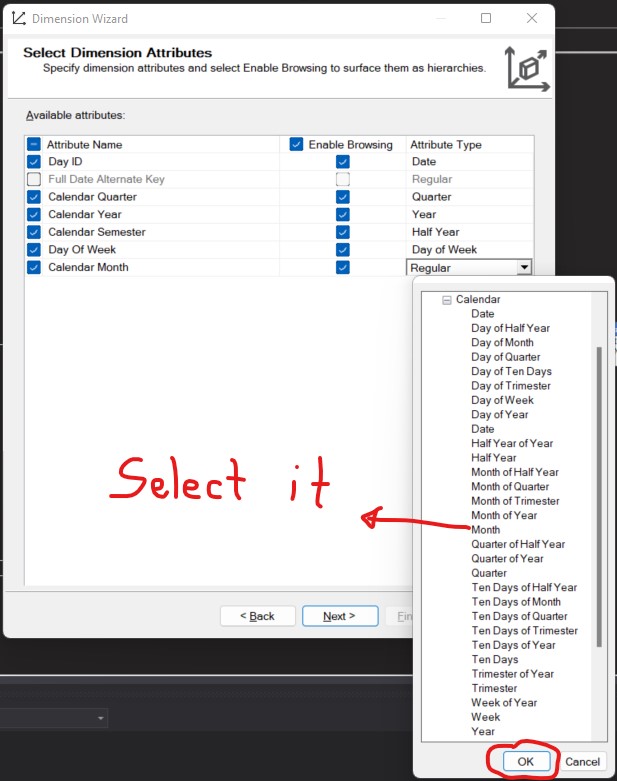 Dimension Wizard
Select Dimension Attributes
Specify dimension attributes and select Enable Browsing to surface them as hierarchies.
Available attributes:
Attribute Name Enable Browsing Attribute Type
Day ID Date
Full Date Alternate Key Regular
Calendar Quarter Quarter
Calendar Year Year
Calendar Semester Half Year
Day Of Week Day of Week
Calendar Month Regular
Calendar
Date
Day of Half Year
Day of Month
Day of Quarter
Day of Ten Days
Day of Trimester
Day of Week
Day of Year
Date
Half Year of Year
Half Year
Month of Half Year
Month of Quarter
Month of Trimester
Month of Year
Month
Quarter of Half Year
Quarter of Year
Quarter
Ten Days of Half Year
Ten Days of Month
Ten Days of Quarter
Ten Days of Trimester
Ten Days of Year
Ten Days
Trimester of Year
Trimester
Week of Year
Week
Year
OK Cancel
Select it
< Back Next > Fin